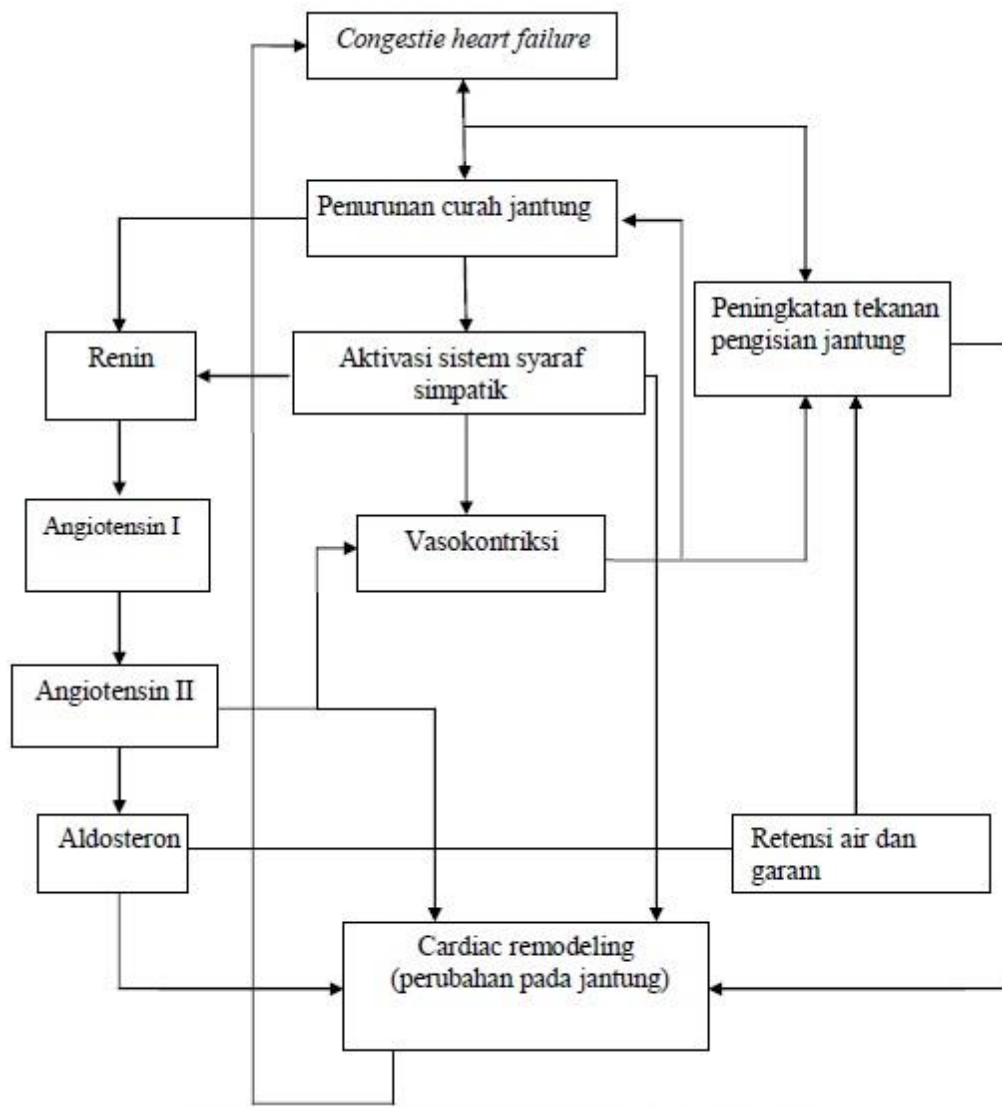 Congestie heart failure
Penurunan curah jantung
Peningkatan tekanan
pengisian jantung
Renin
Aktivasi sistem syaraf
simpatik
Angiotensin I
Vasokontriksi
Angiotensin II
Aldosteron
Retensi air dan
garam
Cardiac remodeling
(perubahan pada jantung)